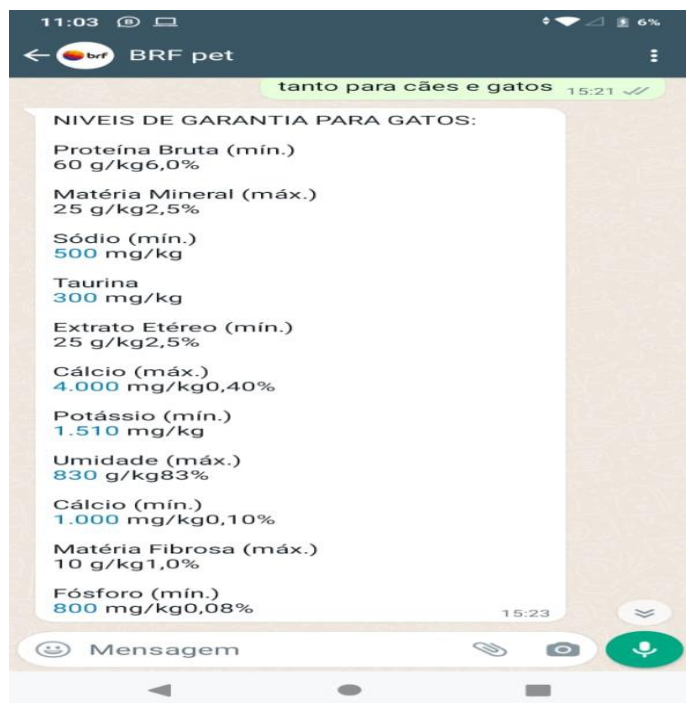 11:03
6%
brf
BRF pet
tanto para cães e gatos 15:21
NIVEIS DE GARANTIA PARA GATOS:
Proteína Bruta (mín.)
60 g/kg6,0%
Matéria Mineral (máx.)
25 g/kg2,5%
Sódio (mín.)
500 mg/kg
Taurina
300 mg/kg
Extrato Etéreo (mín.)
25 g/kg2,5%
Cálcio (máx.)
4.000 mg/kg0,40%
Potássio (mín.)
1.510 mg/kg
Umidade (máx.)
830 g/kg83%
Cálcio (mín.)
1.000 mg/kg0,10%
Matéria Fibrosa (máx.)
10 g/kg1,0%
Fósforo (mín.)
800 mg/kg0,08%
15:23
Mensagem